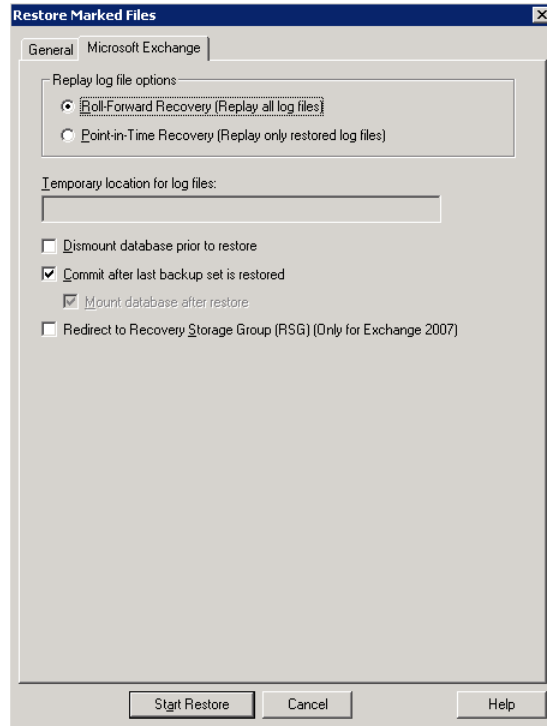 Restore Marked Files
General
Microsoft Exchange
Replay log file options
Roll-Forward Recovery (Replay all log files)
Point-in-Time Recovery (Replay only restored log files)
Temporary location for log files:
Dismount database prior to restore
Commit after last backup set is restored
Mount database after restore
Redirect to Recovery Storage Group (RSG) (Only for Exchange 2007)
Start Restore
Cancel
Help